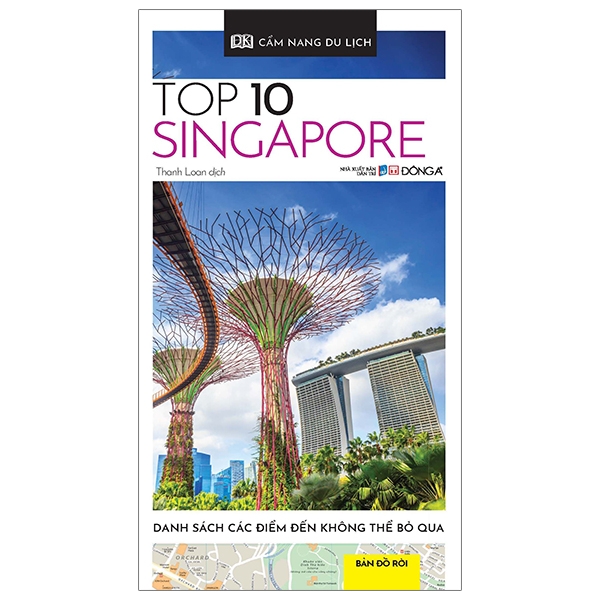 DK CẨM NANG DU LỊCH
TOP 10
SINGAPORE
Thanh Loan dịch
NHÀ XUẤT BẢN
DÂN TRÍ
ĐÔNG A
DANH SÁCH CÁC ĐIỂM ĐẾN KHÔNG THỂ BỎ QUA
ORCHARD
BẢN ĐỒ RỜI